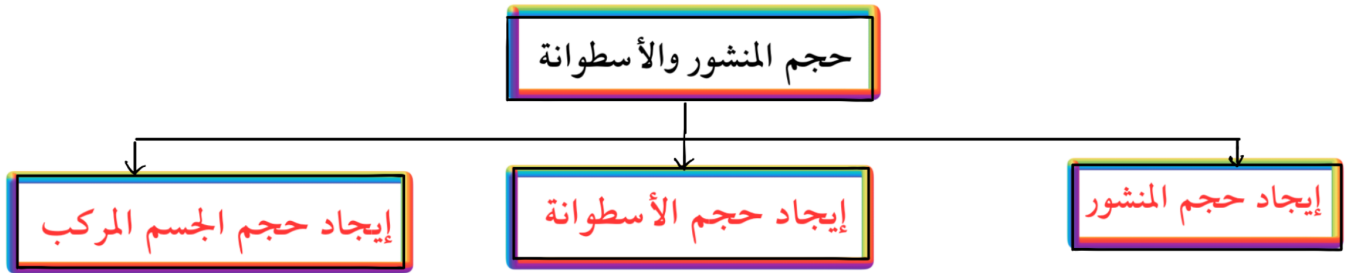 حجم المنشور والأسطوانة
إيجاد حجم المنشور
إيجاد حجم الأسطوانة
إيجاد حجم الجسم المركب